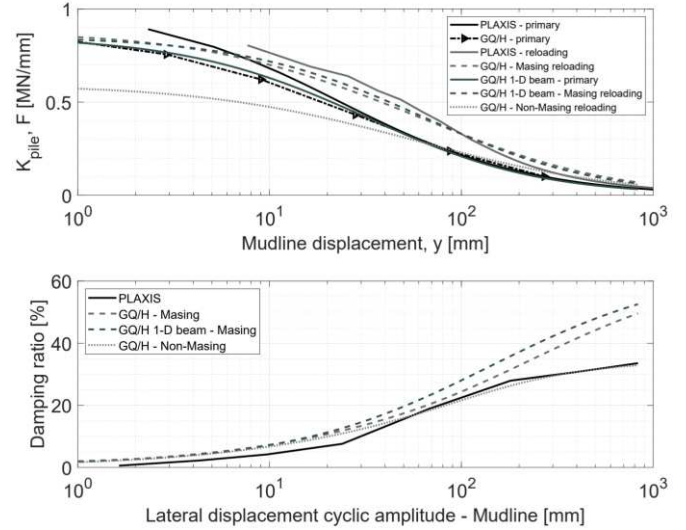 1
0.5
0
K_pile, F [MN/mm]
PLAXIS - primary
GQ/H - primary
PLAXIS - reloading
GQ/H - Masing reloading
GQ/H 1-D beam - primary
GQ/H 1-D beam - Masing reloading
GQ/H - Non-Masing reloading
10^0 10^1 10^2 10^3
Mudline displacement, y [mm]
60
40
20
0
Damping ratio [%]
PLAXIS
GQ/H - Masing
GQ/H 1-D beam - Masing
GQ/H - Non-Masing
10^0 10^1 10^2 10^3
Lateral displacement cyclic amplitude - Mudline [mm]